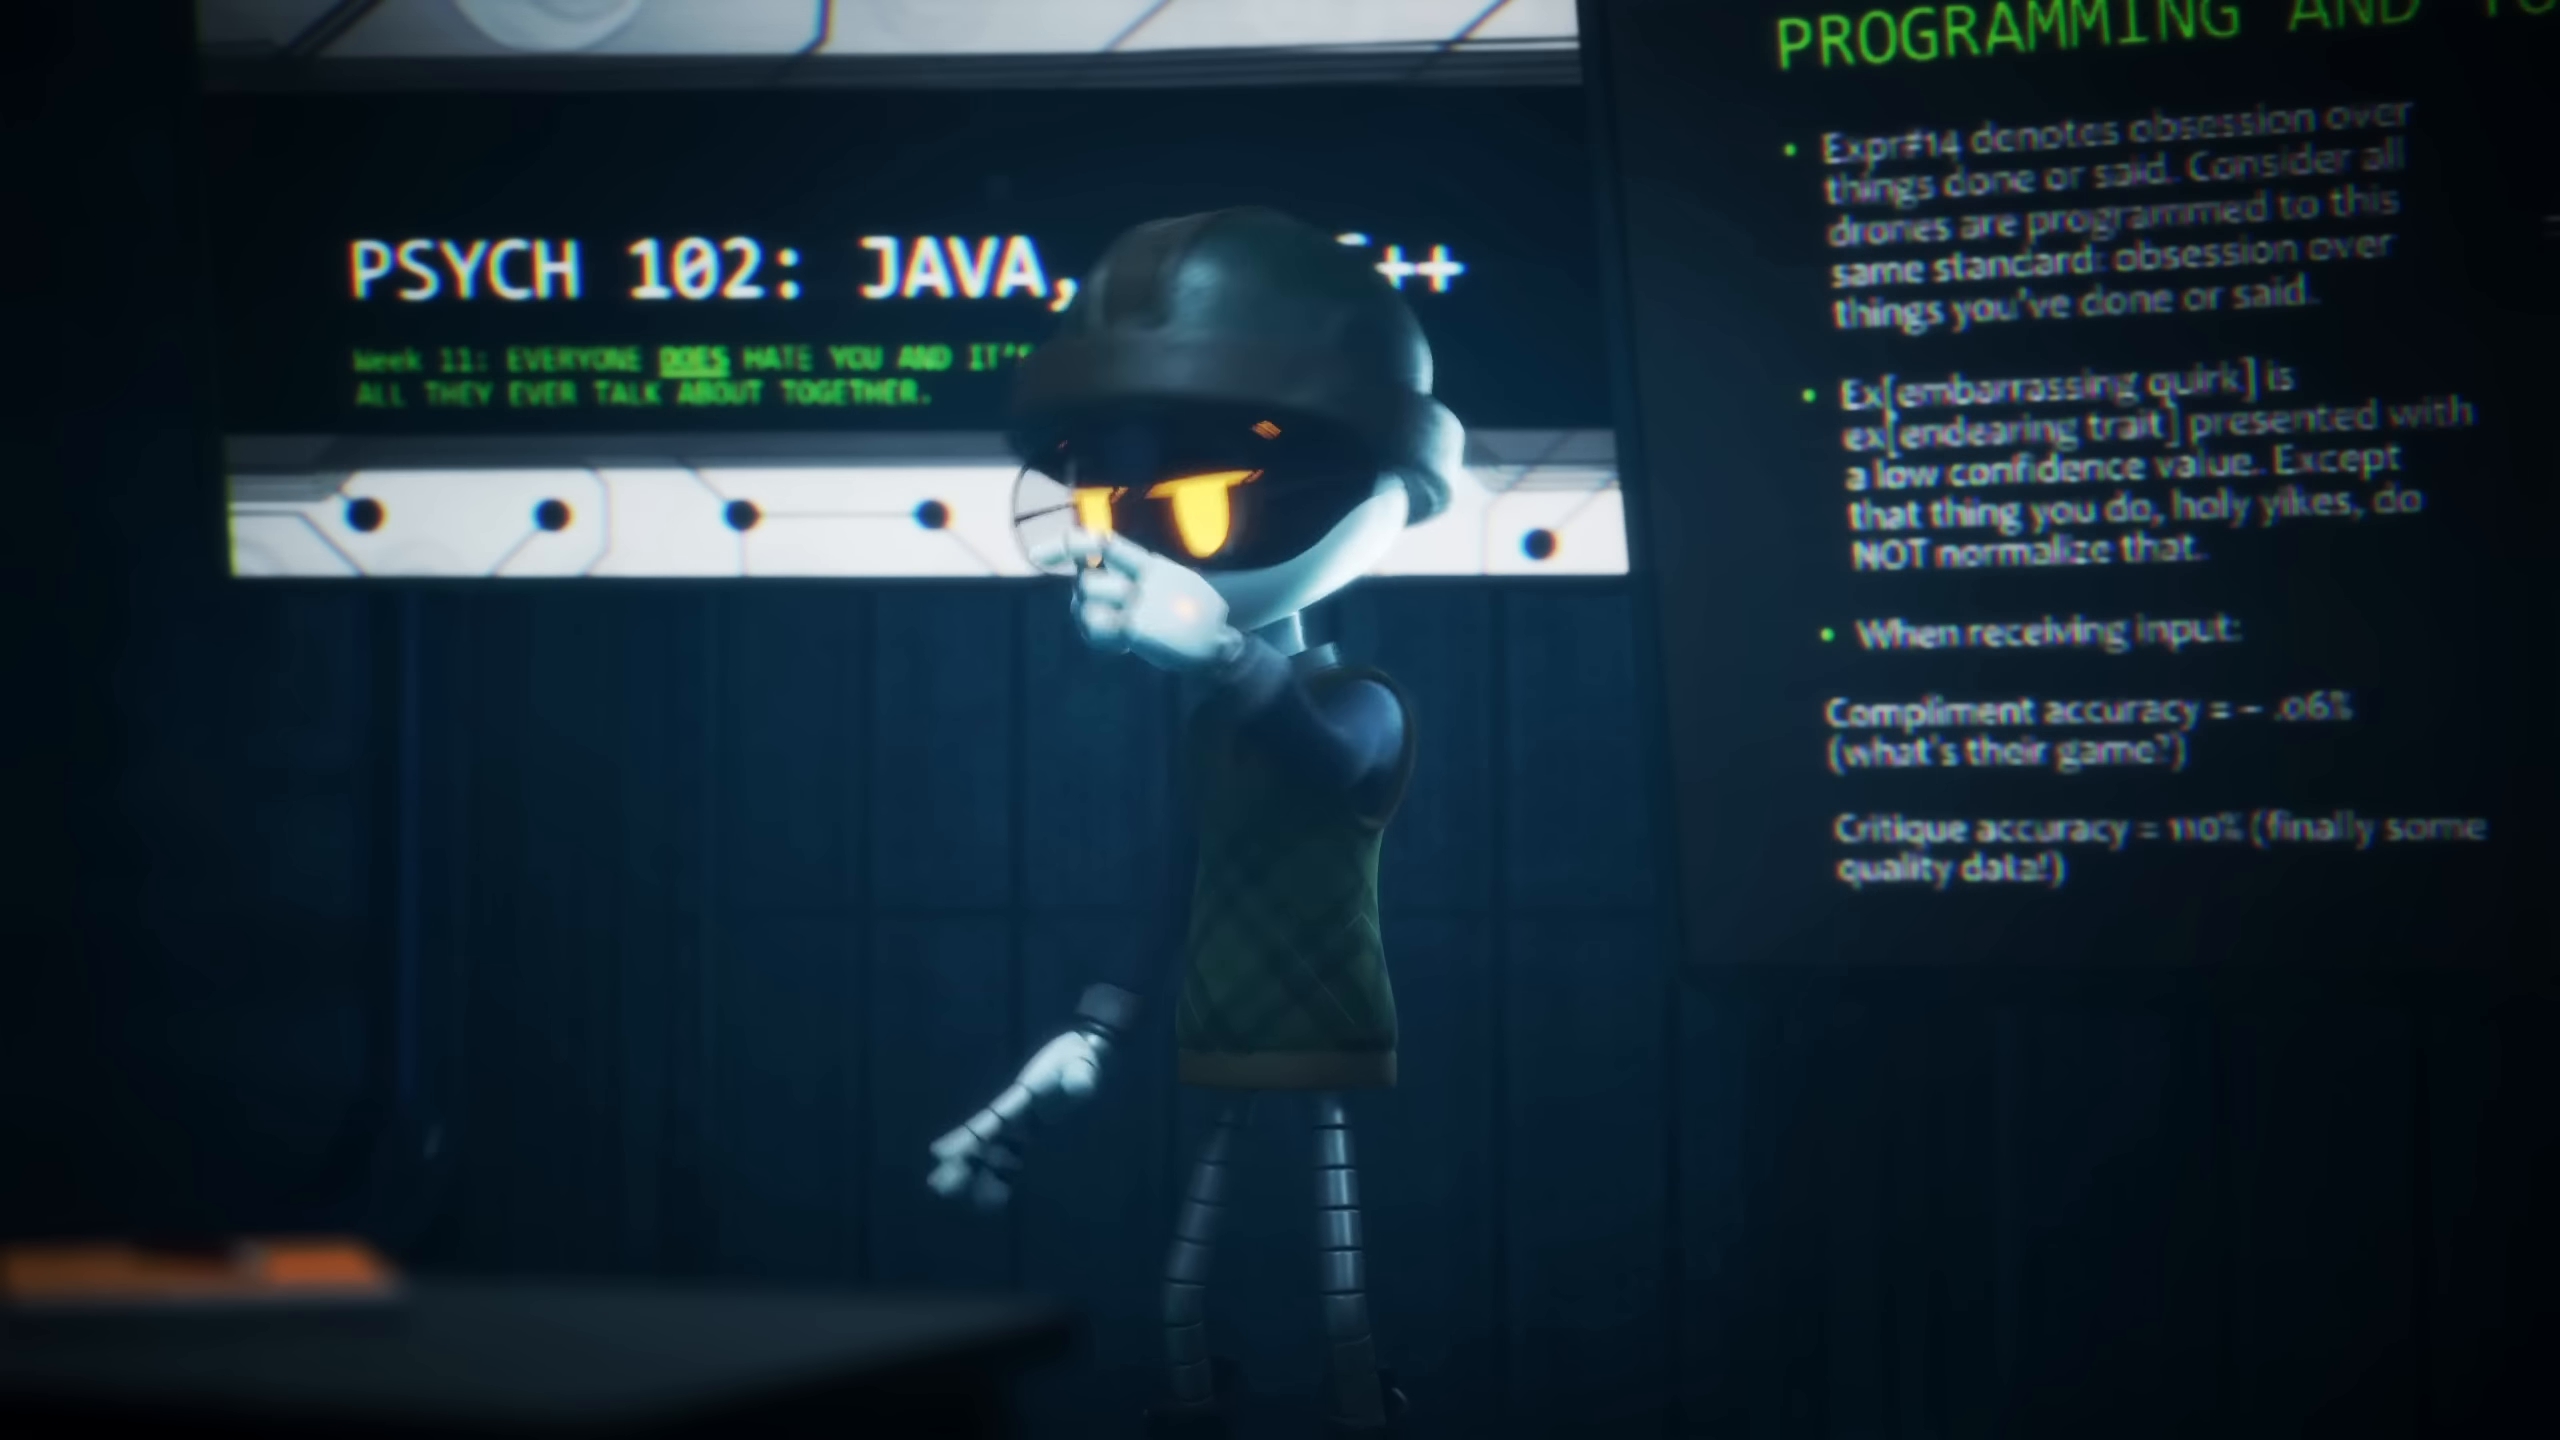 PSYCH 102: JAVA, ++
Week 11: EVERYONE DOES HATE YOU AND IT'S
ALL THEY EVER TALK ABOUT TOGETHER.
PROGRAMMING AND
• Expr#14 denotes obsession over
things done or said. Consider all
drones are programmed to this
same standard: obsession over
things you've done or said.
• Ex[embarrassing quirk] is
ex[endearing trait] presented with
a low confidence value. Except
that thing you do, holy yikes, do
NOT normalize that.
• When receiving input:
Compliment accuracy = - .06%
(what's their game?)
Critique accuracy = 110% (finally some
quality data!)